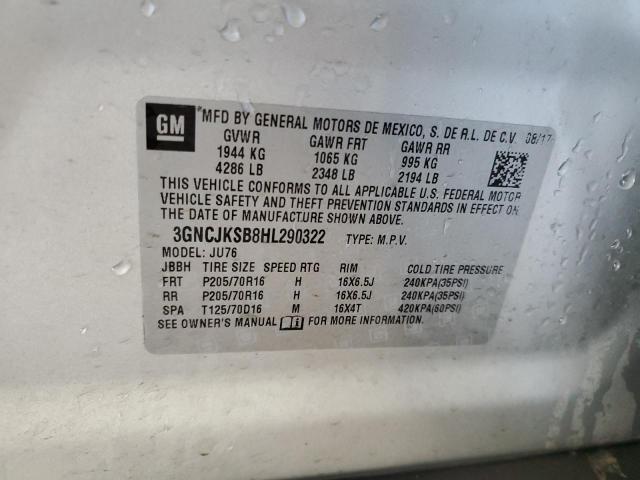 GM
*MFD BY GENERAL MOTORS DE MEXICO, S. DE R.L. DE C.V. 08/17
GVWR GAWR FRT GAWR RR
1944 KG 1065 KG 995 KG
4286 LB 2348 LB 2194 LB
THIS VEHICLE CONFORMS TO ALL APPLICABLE U.S. FEDERAL MOTOR
VEHICLE SAFETY AND THEFT PREVENTION STANDARDS IN EFFECT ON
THE DATE OF MANUFACTURE SHOWN ABOVE.
3GNCJKSB8HL290322 TYPE: M.P.V.
MODEL: JU76
JBBH TIRE SIZE SPEED RTG RIM COLD TIRE PRESSURE
FRT P205/70R16 H 16X6.5J 240KPA(35PSI)
RR P205/70R16 H 16X6.5J 240KPA(35PSI)
SPA T125/70D16 M 16X4T 420KPA(60PSI)
SEE OWNER'S MANUAL FOR MORE INFORMATION.